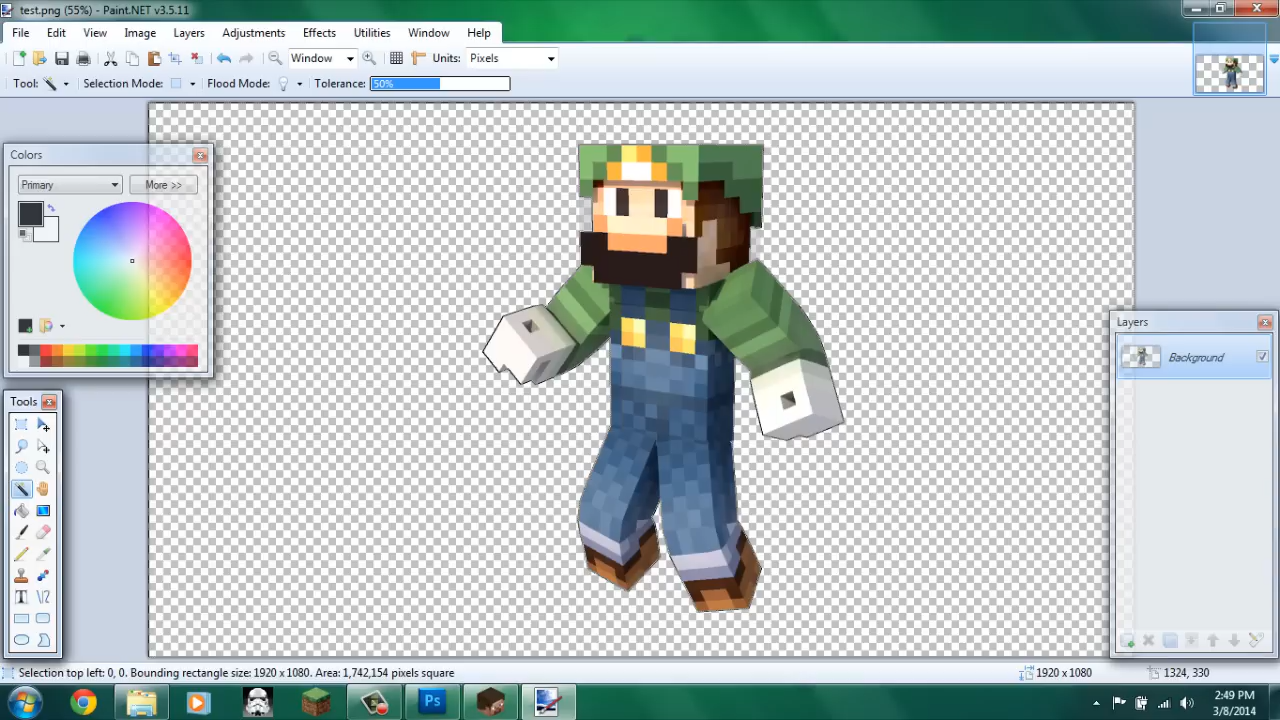 test.png (55%) - Paint.NET v3.5.11
File Edit View Image Layers Adjustments Effects Utilities Window Help
Window Units: Pixels
Tool: Selection Mode: Flood Mode: Tolerance: 50%
Colors
Primary More >>
Tools
Layers
Background
Selection top left: 0, 0. Bounding rectangle size: 1920 x 1080. Area: 1,742,154 pixels square
1920 x 1080
1324, 330
Ps
2:49 PM
3/8/2014